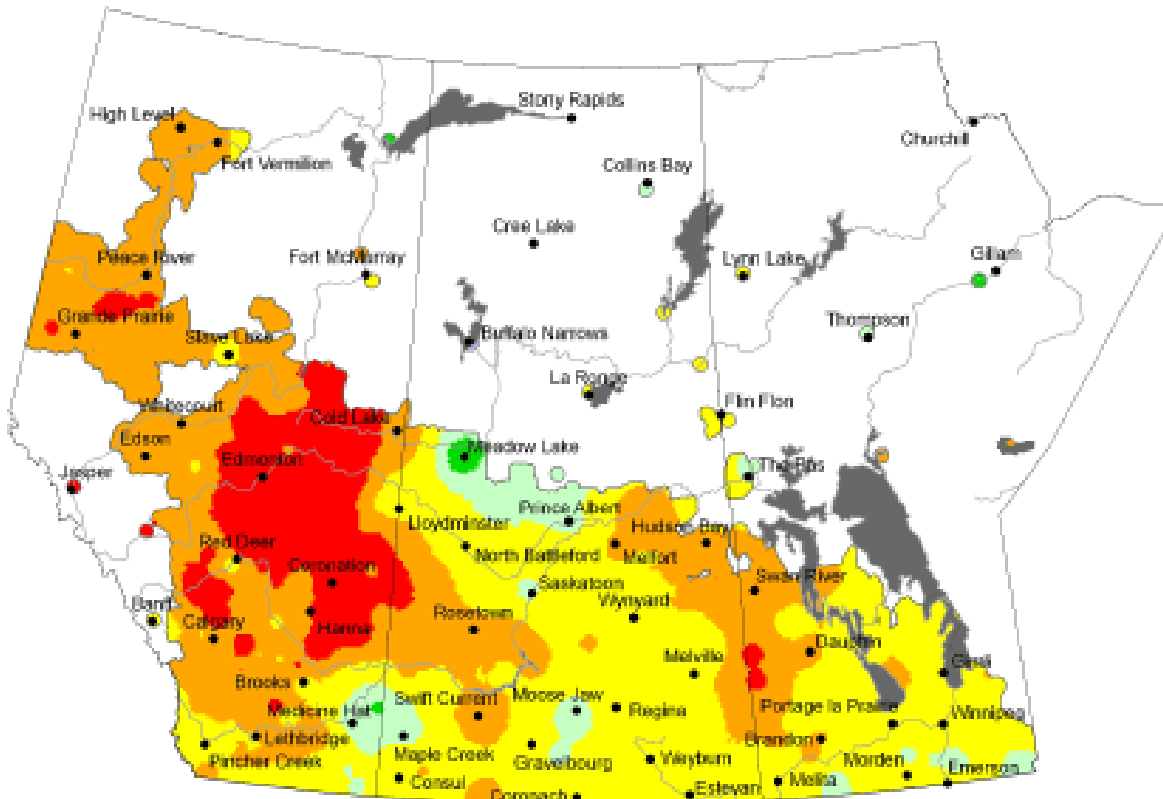 Stony Rapids
High Level
Churchill
Fort Vermilion
Collins Bay
Cree Lake
Peace River
Fort McMurray
Lynn Lake
Gillam
Grande Prairie
Thompson
Slave Lake
Buffalo Narrows
La Ronge
Whitecourt
Cold Lake
Flin Flon
Edson
Meadow Lake
Jasper
Edmonton
The Pas
Prince Albert
Lloydminster
Hudson Bay
Red Deer
North Battleford
Melfort
Coronation
Saskatoon
Swan River
Banff
Rosetown
Wynyard
Calgary
Hanna
Dauphin
Melville
Gimli
Brooks
Swift Current
Moose Jaw
Medicine Hat
Regina
Portage la Prairie
Winnipeg
Lethbridge
Brandon
Pincher Creek
Maple Creek
Gravelbourg
Weyburn
Morden
Emerson
Consul
Melita
Estevan
Coronach